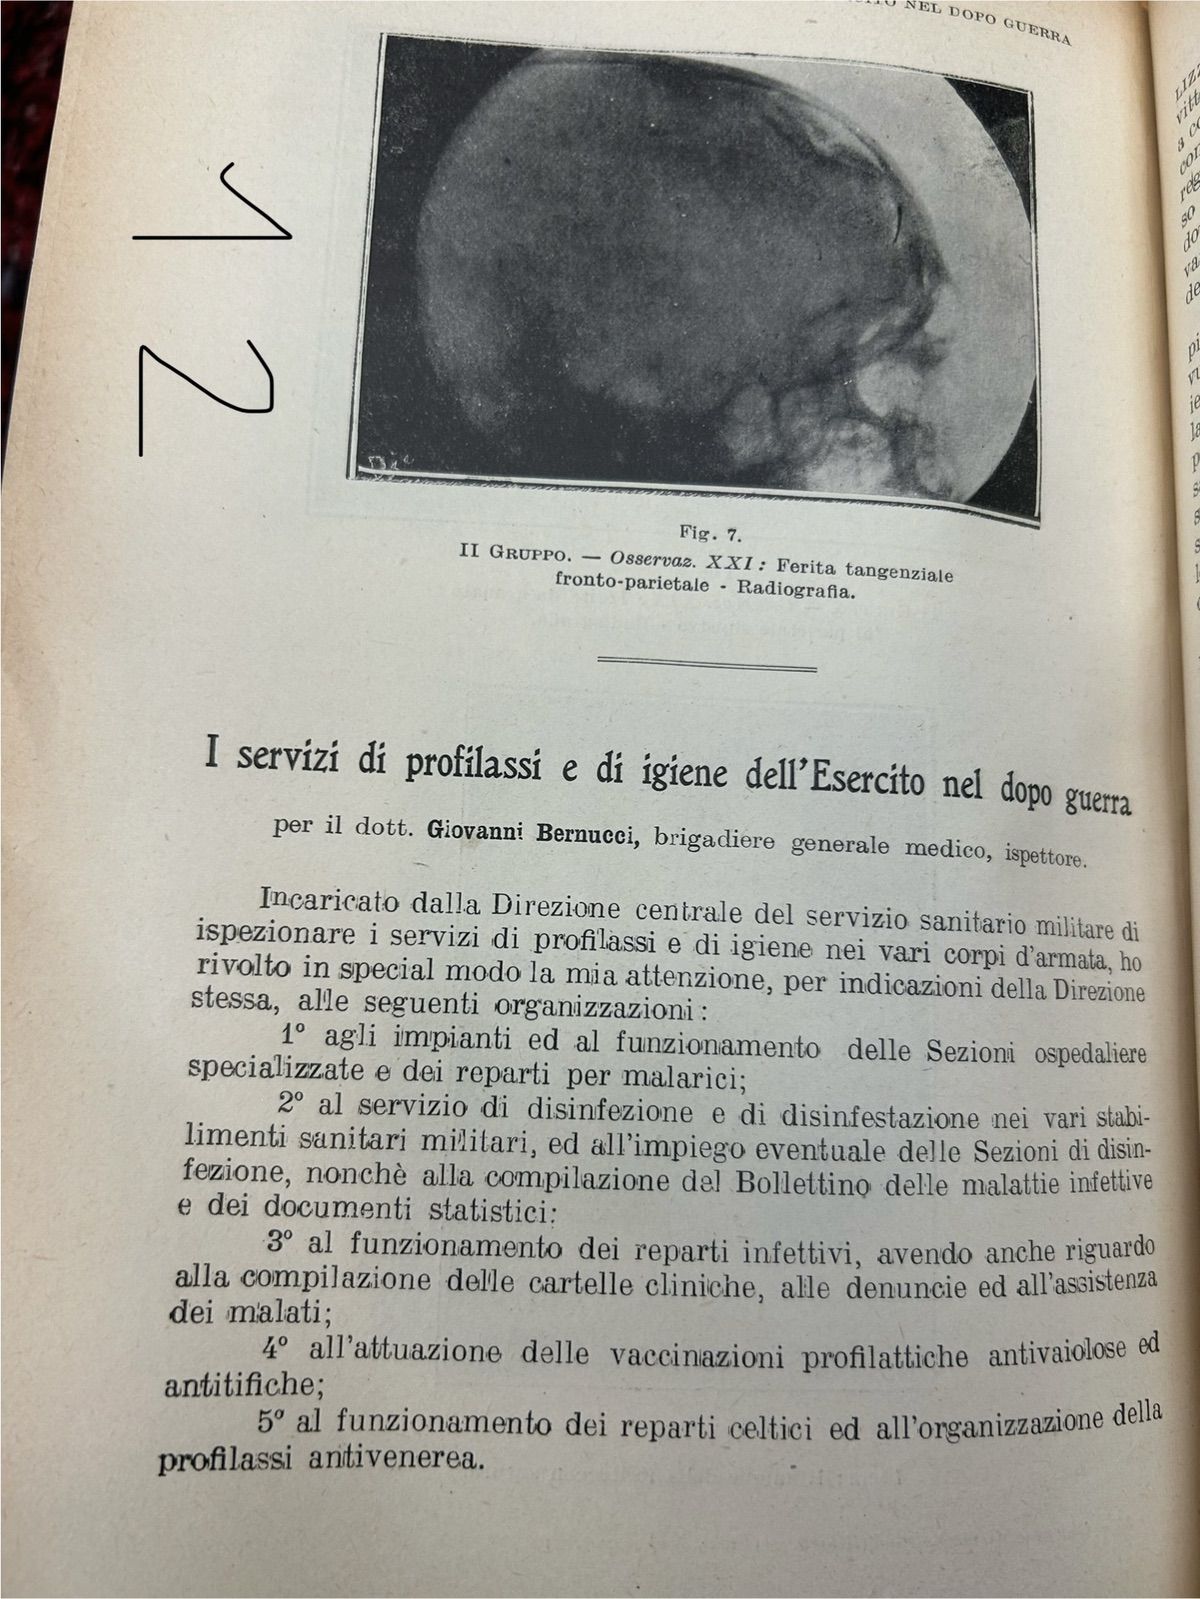 NEL DOPO GUERRA
1 2
Fig. 7.
II GRUPPO. — Osservaz. XXI: Ferita tangenziale
fronto-parietale - Radiografia.
I servizi di profilassi e di igiene dell'Esercito nel dopo guerra
per il dott. Giovanni Bernucci, brigadiere generale medico, ispettore.
Incaricato dalla Direzione centrale del servizio sanitario militare di
ispezionare i servizi di profilassi e di igiene nei vari corpi d'armata, ho
rivolto in special modo la mia attenzione, per indicazioni della Direzione
stessa, alle seguenti organizzazioni:
1° agli impianti ed al funzionamento delle Sezioni ospedaliere
specializzate e dei reparti per malarici;
2° al servizio di disinfezione e di disinfestazione nei vari stabi-
limenti sanitari militari, ed all'impiego eventuale delle Sezioni di disin-
fezione, nonchè alla compilazione del Bollettino delle malattie infettive
e dei documenti statistici:
3° al funzionamento dei reparti infettivi, avendo anche riguardo
alla compilazione delle cartelle cliniche, alle denuncie ed all'assistenza
dei malati;
4° all'attuazione delle vaccinazioni profilattiche antivaiolose ed
antitifiche;
5° al funzionamento dei reparti celtici ed all'organizzazione della
profilassi antivenerea.